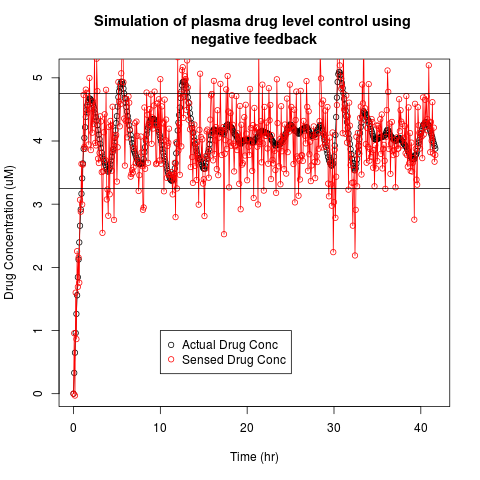 Simulation of plasma drug level control using
negative feedback
Drug Concentration (uM)
5
4
3
2
1
0
Actual Drug Conc
Sensed Drug Conc
0 10 20 30 40
Time (hr)